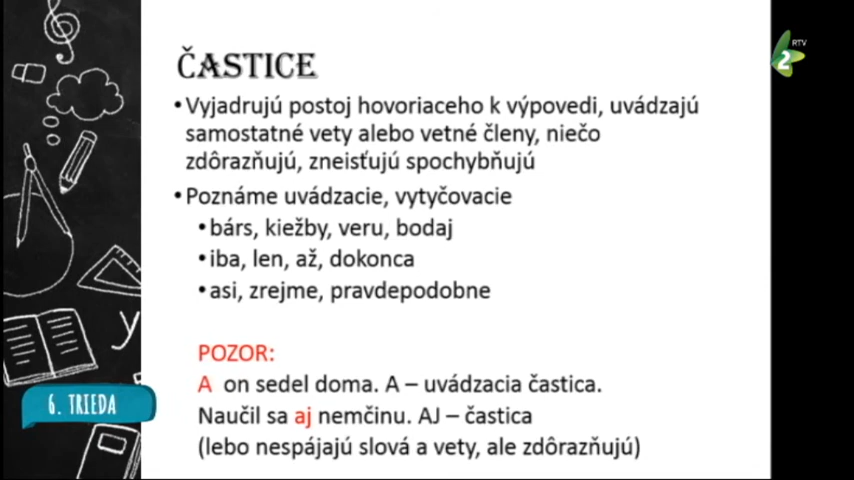 ČASTICE
•Vyjadrujú postoj hovoriaceho k výpovedi, uvádzajú
samostatné vety alebo vetné členy, niečo
zdôrazňujú, zneisťujú spochybňujú
•Poznáme uvádzacie, vytyčovacie
•bárs, kiežby, veru, bodaj
•iba, len, až, dokonca
•asi, zrejme, pravdepodobne
POZOR:
A on sedel doma. A – uvádzacia častica.
Naučil sa aj nemčinu. AJ – častica
(lebo nespájajú slová a vety, ale zdôrazňujú)
6. TRIEDA
RTV
2
y